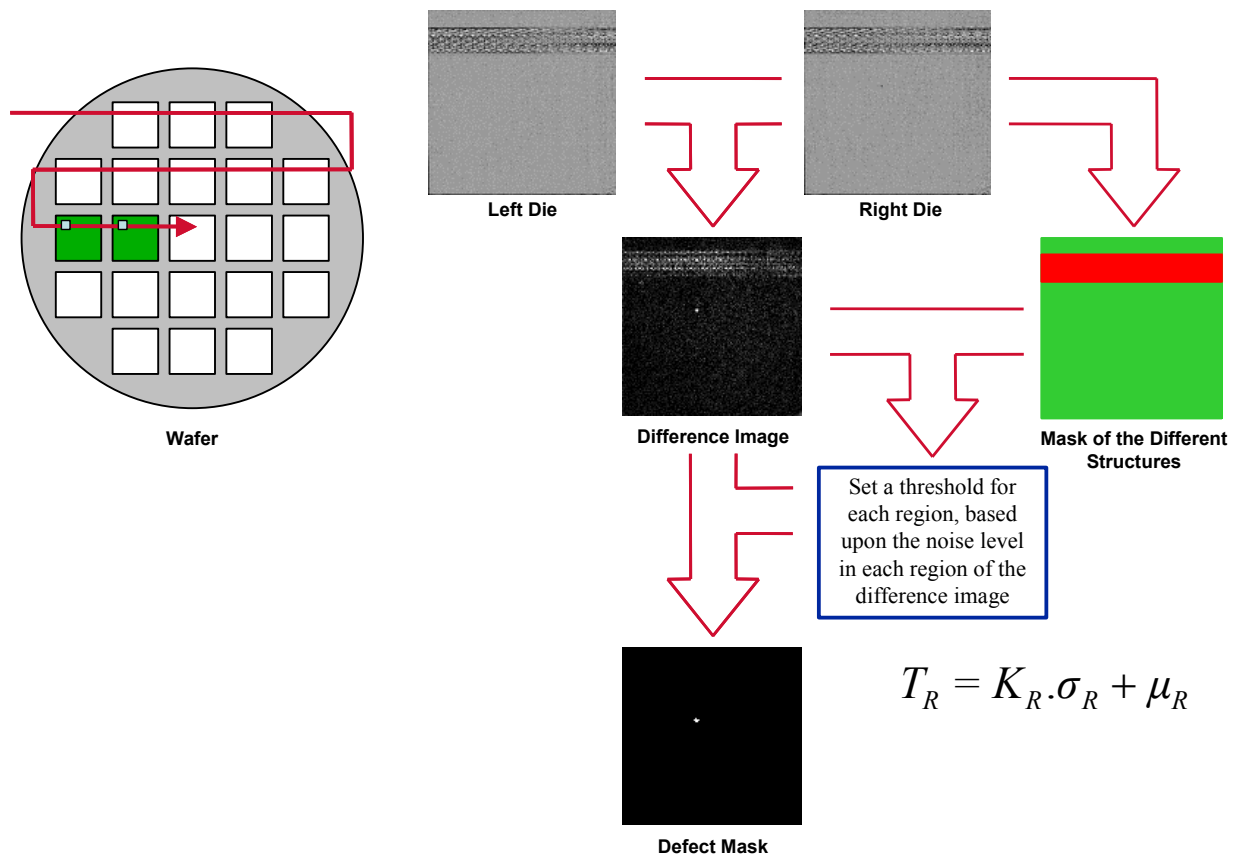 Left Die
Right Die
Wafer
Difference Image
Mask of the Different
Structures
Set a threshold for
each region, based
upon the noise level
in each region of the
difference image
T_R = K_R.σ_R + μ_R
Defect Mask